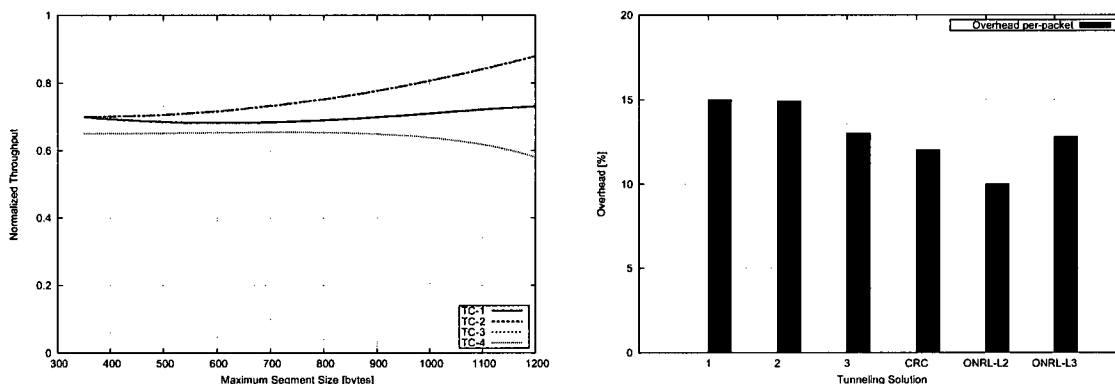 1
0.8
0.6
0.4
0.2
0
Normalized Throughput
300 400 500 600 700 800 900 1000 1100 1200
Maximum Segment Size [bytes]
TC-1
TC-2
TC-3
TC-4
20
15
10
5
0
Overhead [%]
Overhead per-packet
1 2 3 CRC ONRL-L2 ONRL-L3
Tunneling Solution